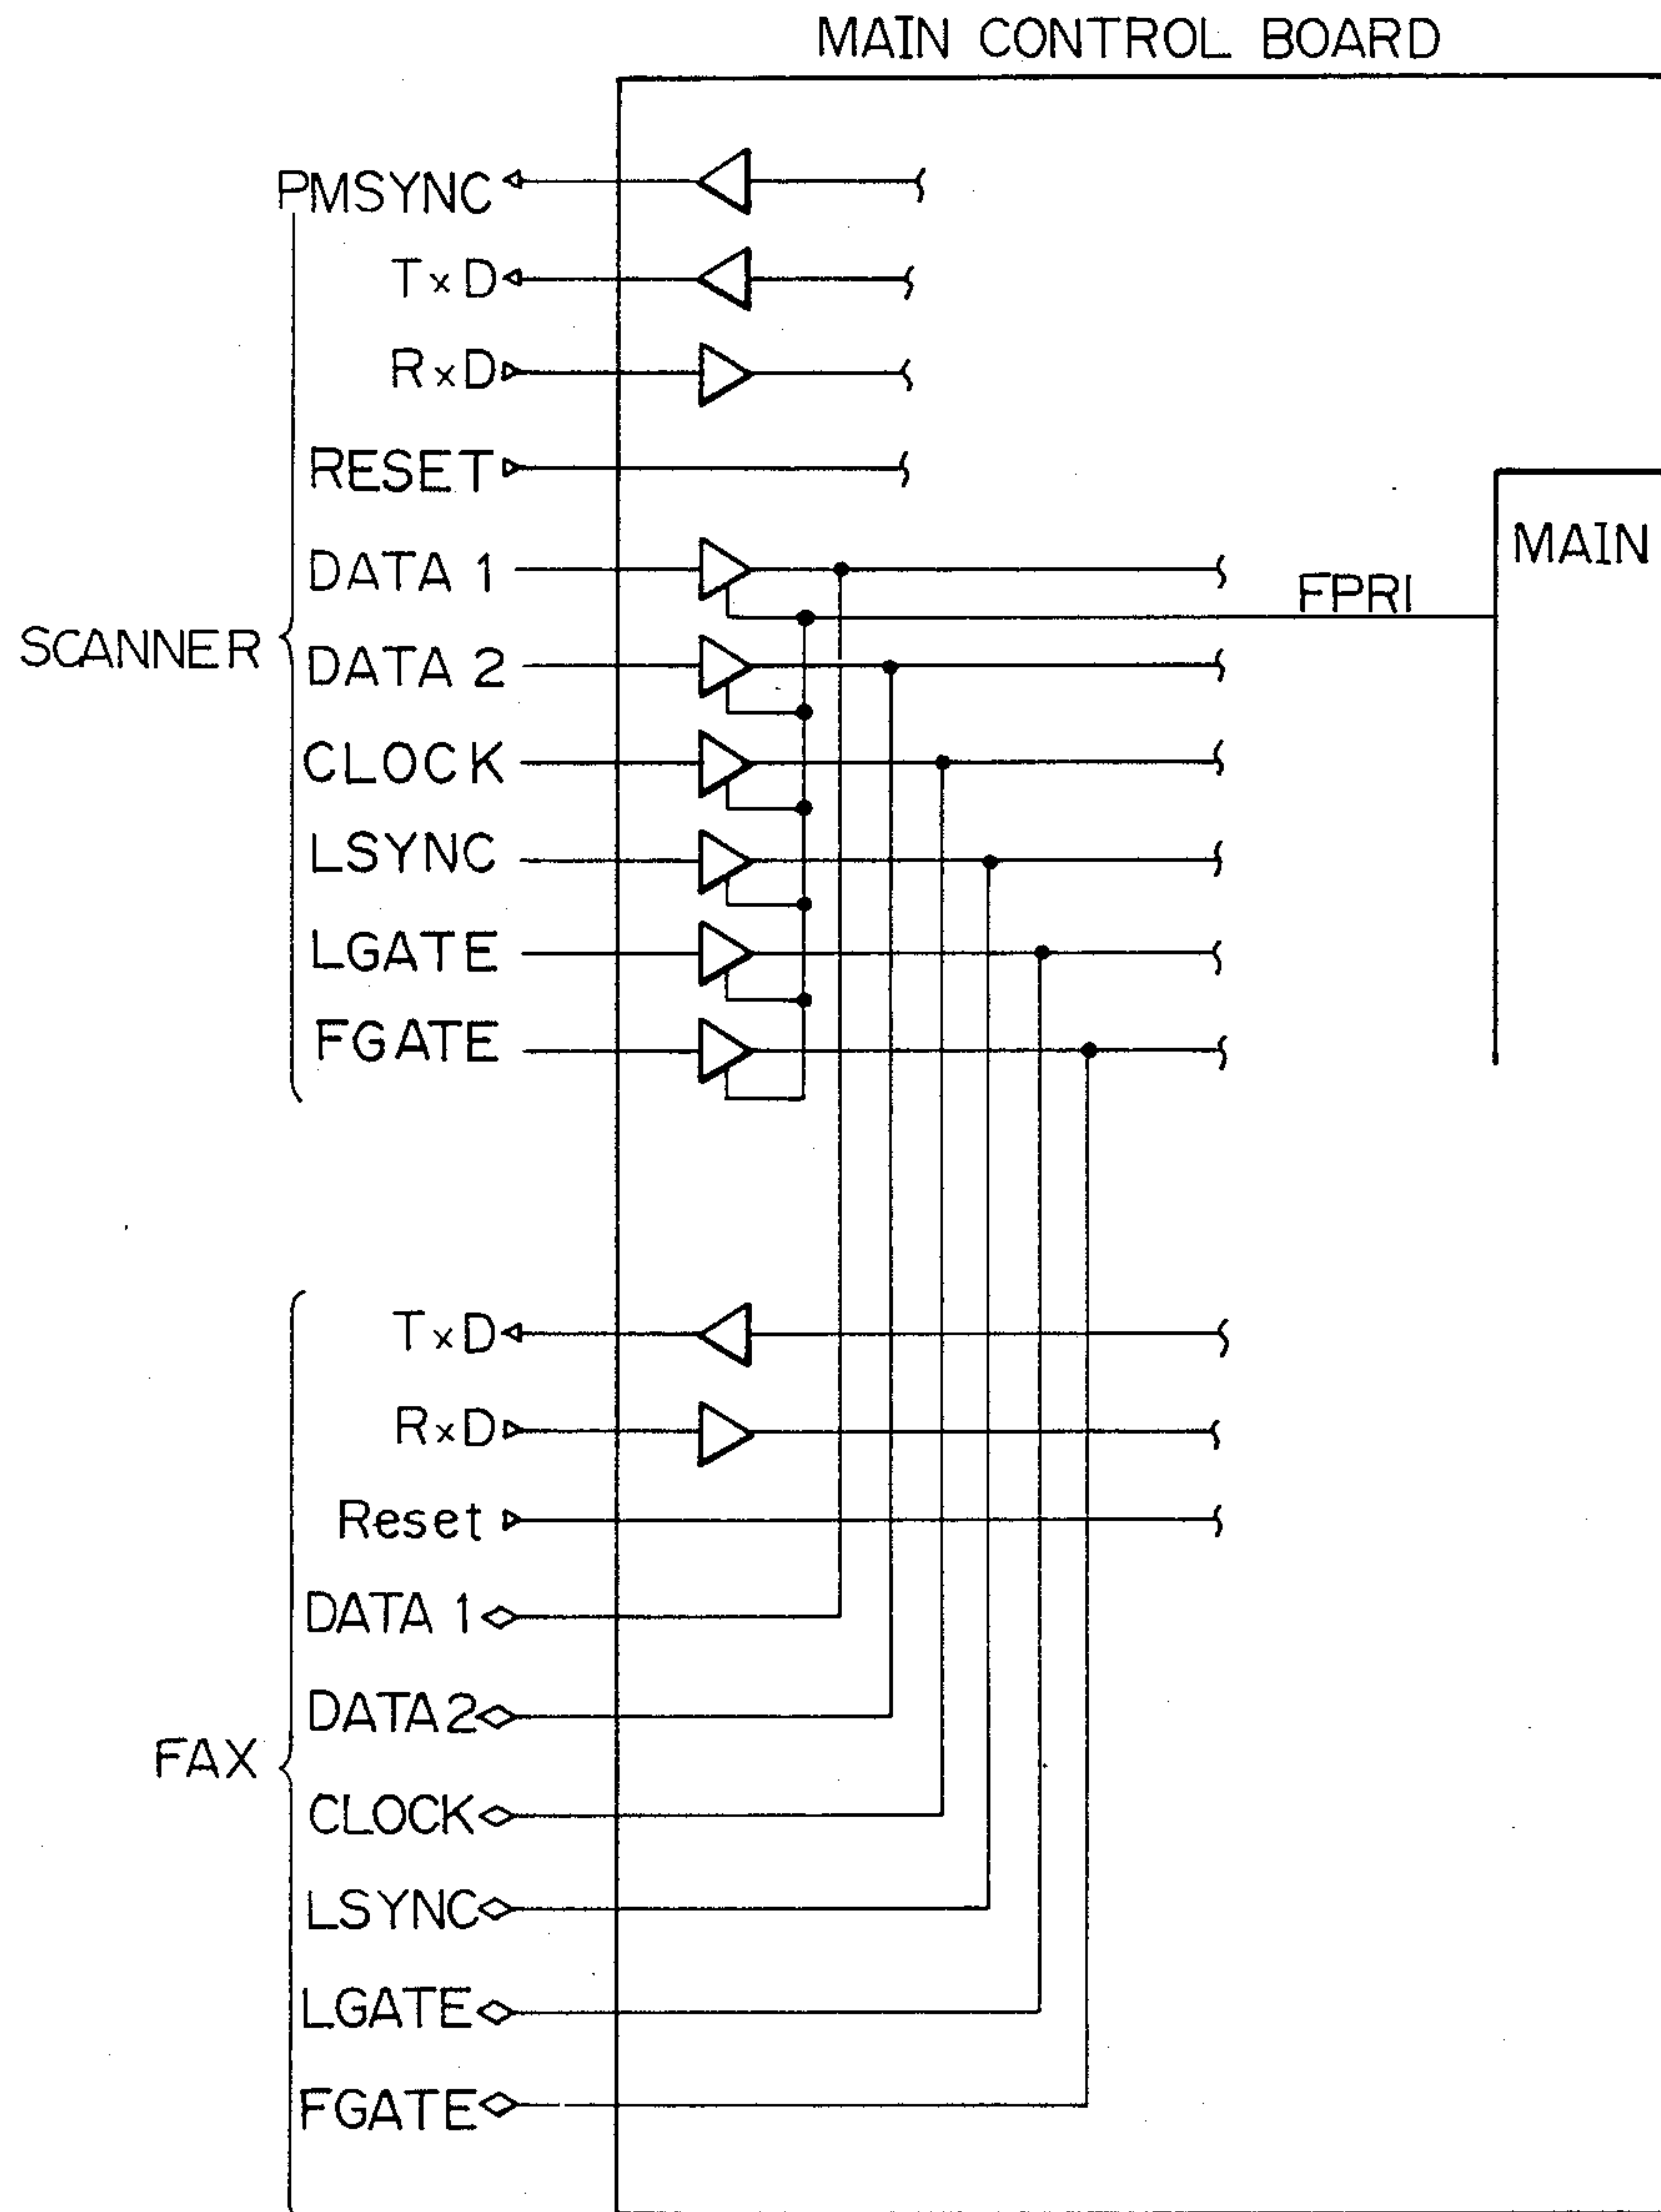 MAIN CONTROL BOARD
PMSYNC
TxD
RxD
RESET
DATA 1
MAIN
FPRI
SCANNER
DATA 2
CLOCK
LSYNC
LGATE
FGATE
TxD
RxD
Reset
DATA 1
DATA2
FAX
CLOCK
LSYNC
LGATE
FGATE